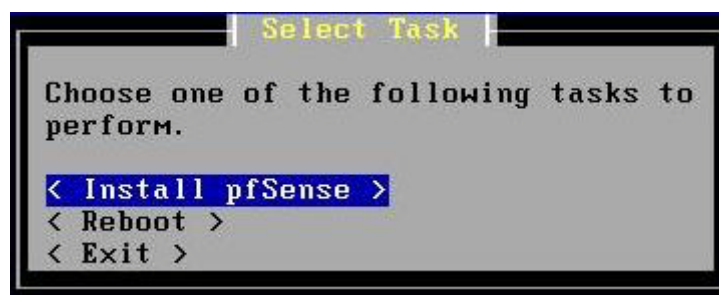 Select Task
Choose one of the following tasks to
perform.
< Install pfSense >
< Reboot >
< Exit >